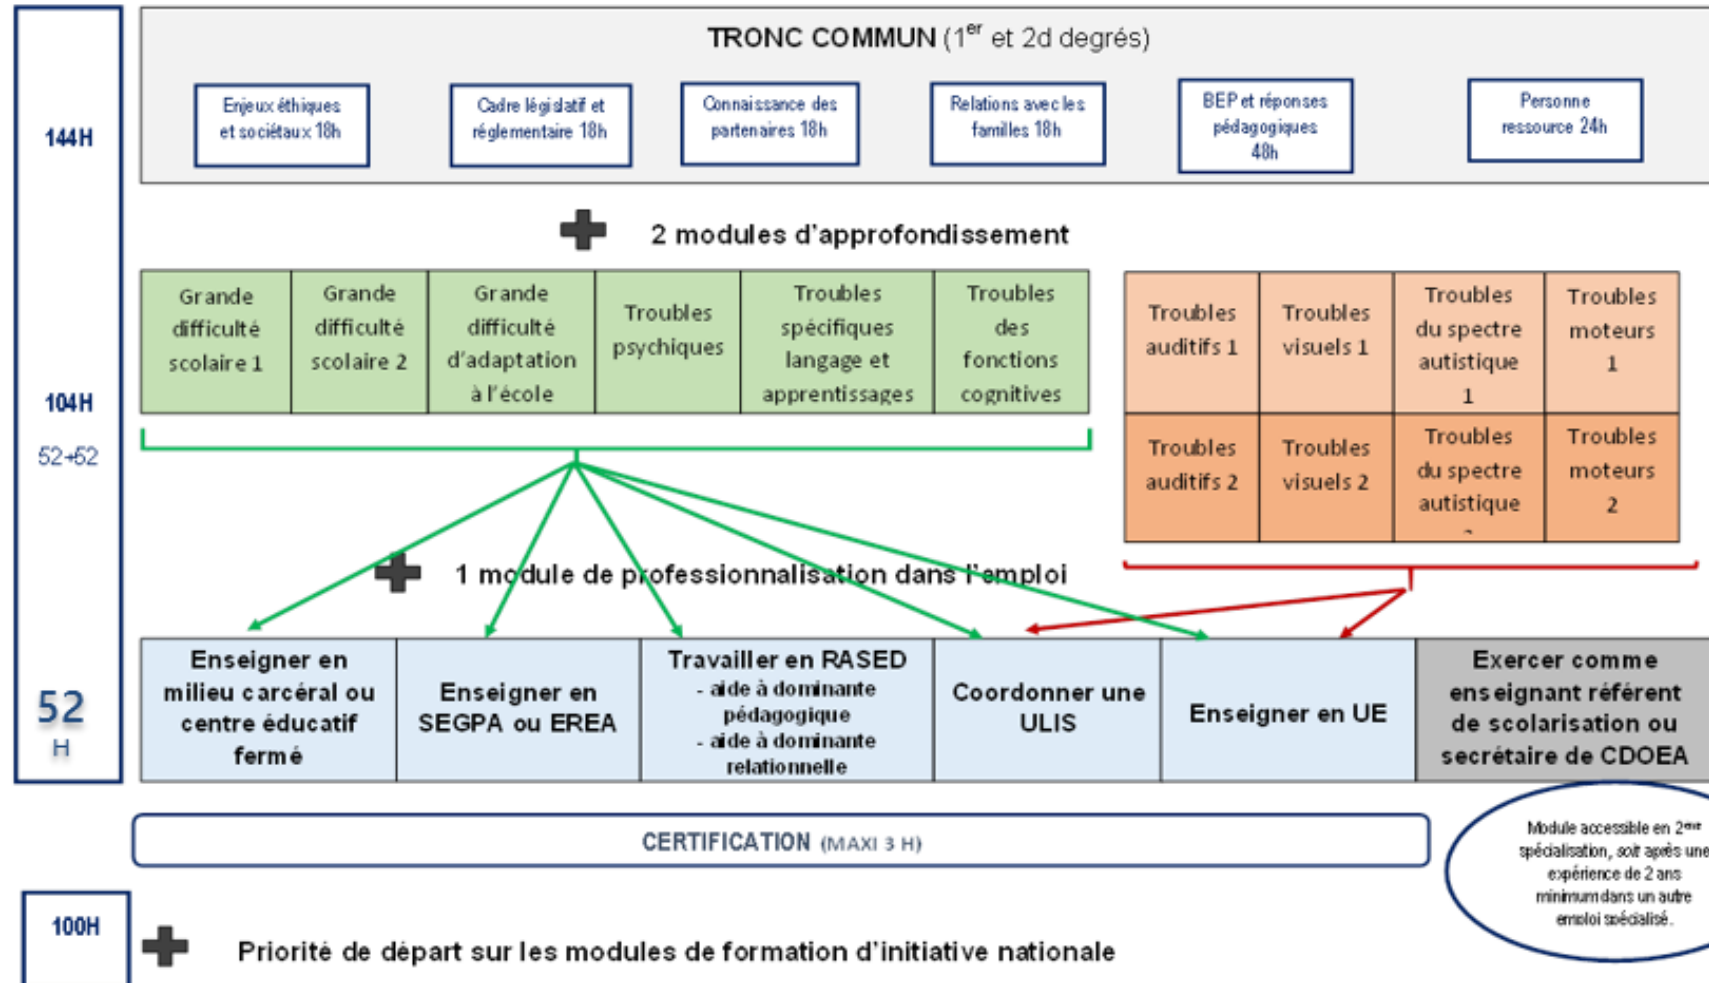 TRONC COMMUN (1er et 2d degrés)
144H
Enjeux éthiques
et sociétaux 18h
Cadre législatif et
réglementaire 18h
Connaissance des
partenaires 18h
Relations avec les
familles 18h
BEP et réponses
pédagogiques
48h
Personne
ressource 24h
2 modules d'approfondissement
104H
52+52
Grande
difficulté
scolaire 1
Grande
difficulté
scolaire 2
Grande
difficulté
d'adaptation
à l'école
Troubles
psychiques
Troubles
spécifiques
langage et
apprentissages
Troubles
des
fonctions
cognitives
Troubles
auditifs 1
Troubles
visuels 1
Troubles
du spectre
autistique
1
Troubles
moteurs
1
Troubles
auditifs 2
Troubles
visuels 2
Troubles
du spectre
autistique
Troubles
moteurs
2
1 module de professionnalisation dans l'emploi
52
H
Enseigner en
milieu carcéral ou
centre éducatif
fermé
Enseigner en
SEGPA ou EREA
Travailler en RASED
- aide à dominante
pédagogique
- aide à dominante
relationnelle
Coordonner une
ULIS
Enseigner en UE
Exercer comme
enseignant référent
de scolarisation ou
secrétaire de CDOEA
CERTIFICATION (MAXI 3 H)
Module accessible en 2ème
spécialisation, soit après une
expérience de 2 ans
minimum dans un autre
emploi spécialisé.
100H
Priorité de départ sur les modules de formation d'initiative nationale